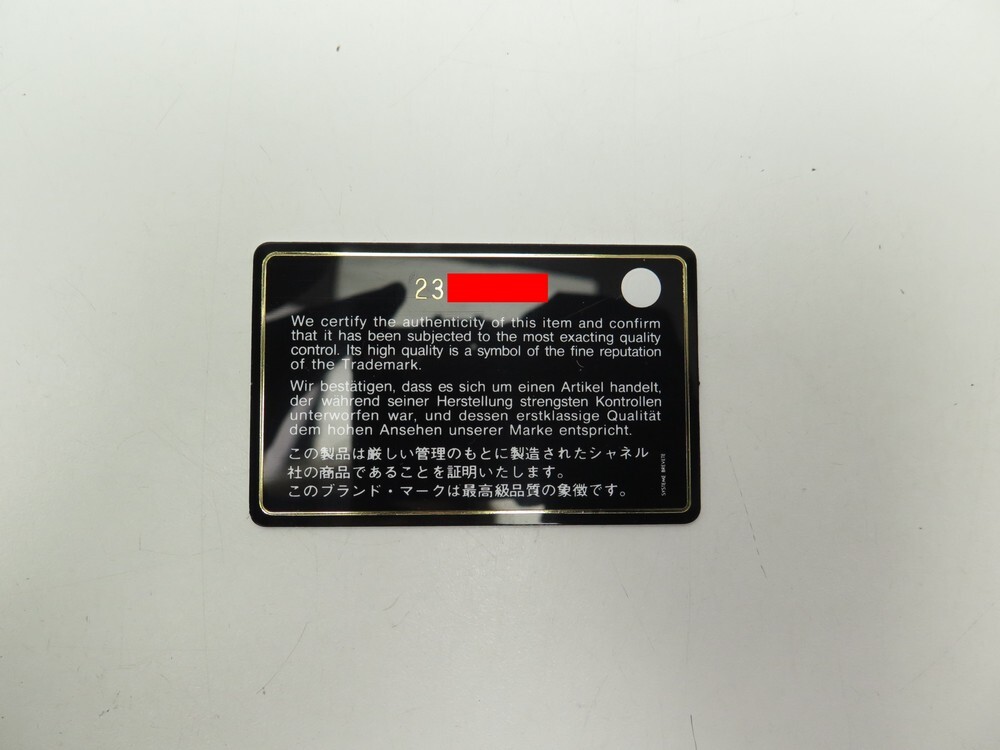 23
We certify the authenticity of this item and confirm
that it has been subjected to the most exacting quality
control. Its high quality is a symbol of the fine reputation
of the Trademark.
Wir bestätigen, dass es sich um einen Artikel handelt,
der während seiner Herstellung strengsten Kontrollen
unterworfen war, und dessen erstklassige Qualität
dem hohen Ansehen unserer Marke entspricht.
この製品は厳しい管理のもとに製造されたシャネル
社の商品であることを証明いたします。
このブランド・マークは最高級品質の象徴です。
SYSTEME BREVETE